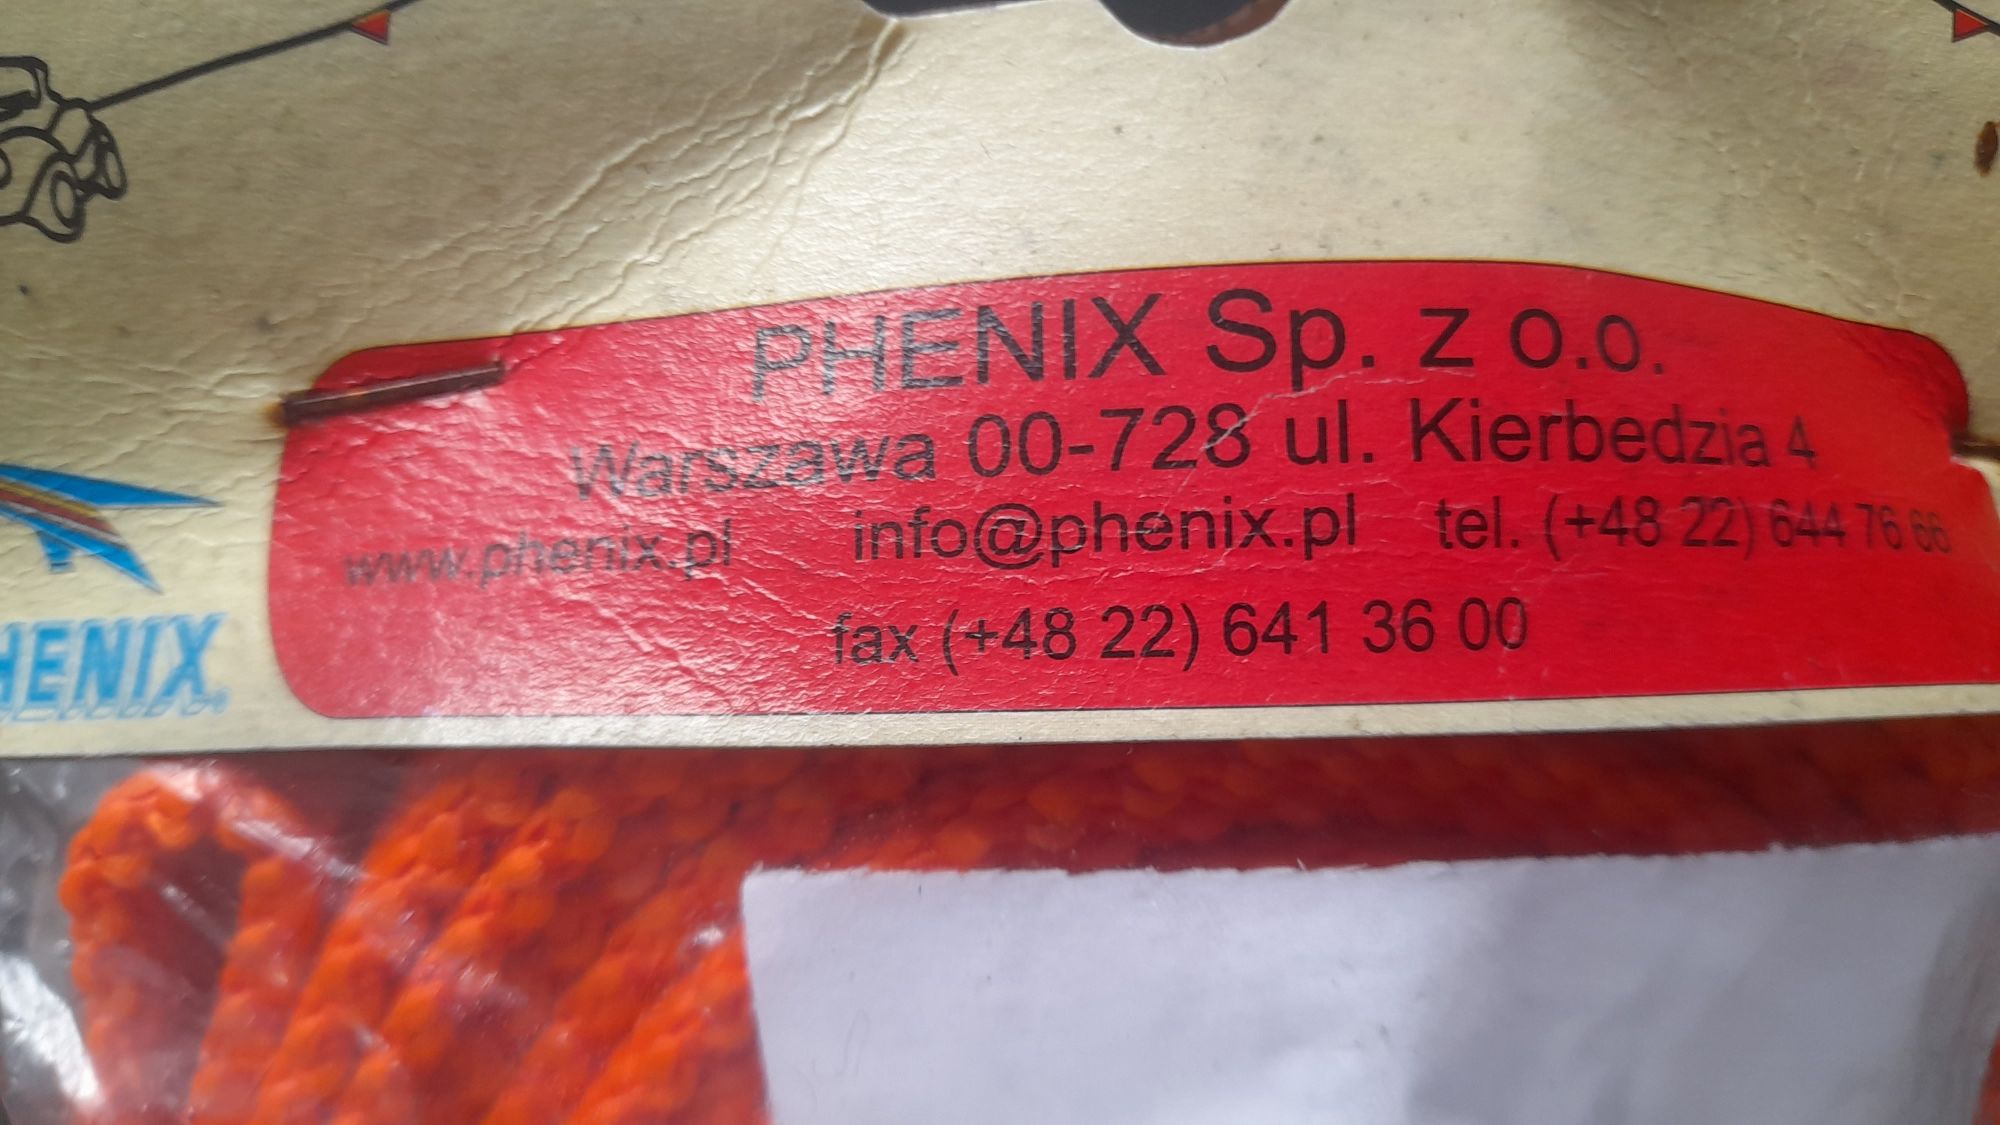 PHENIX Sp. z o.o.
Warszawa 00-728 ul. Kierbedzia 4
www.phenix.pl info@phenix.pl tel. (+48 22) 644 76 66
fax (+48 22) 641 36 00
HENIX